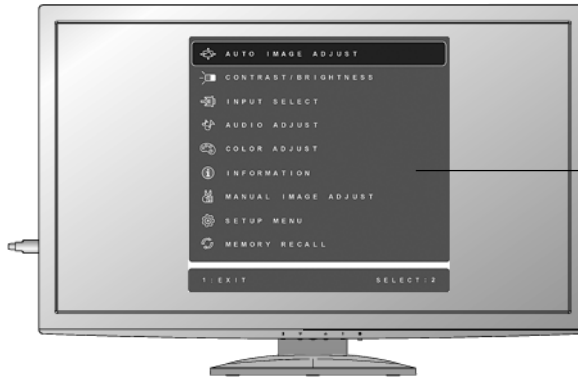 AUTO IMAGE ADJUST
CONTRAST/BRIGHTNESS
INPUT SELECT
AUDIO ADJUST
COLOR ADJUST
INFORMATION
MANUAL IMAGE ADJUST
SETUP MENU
MEMORY RECALL
1:EXIT SELECT:2